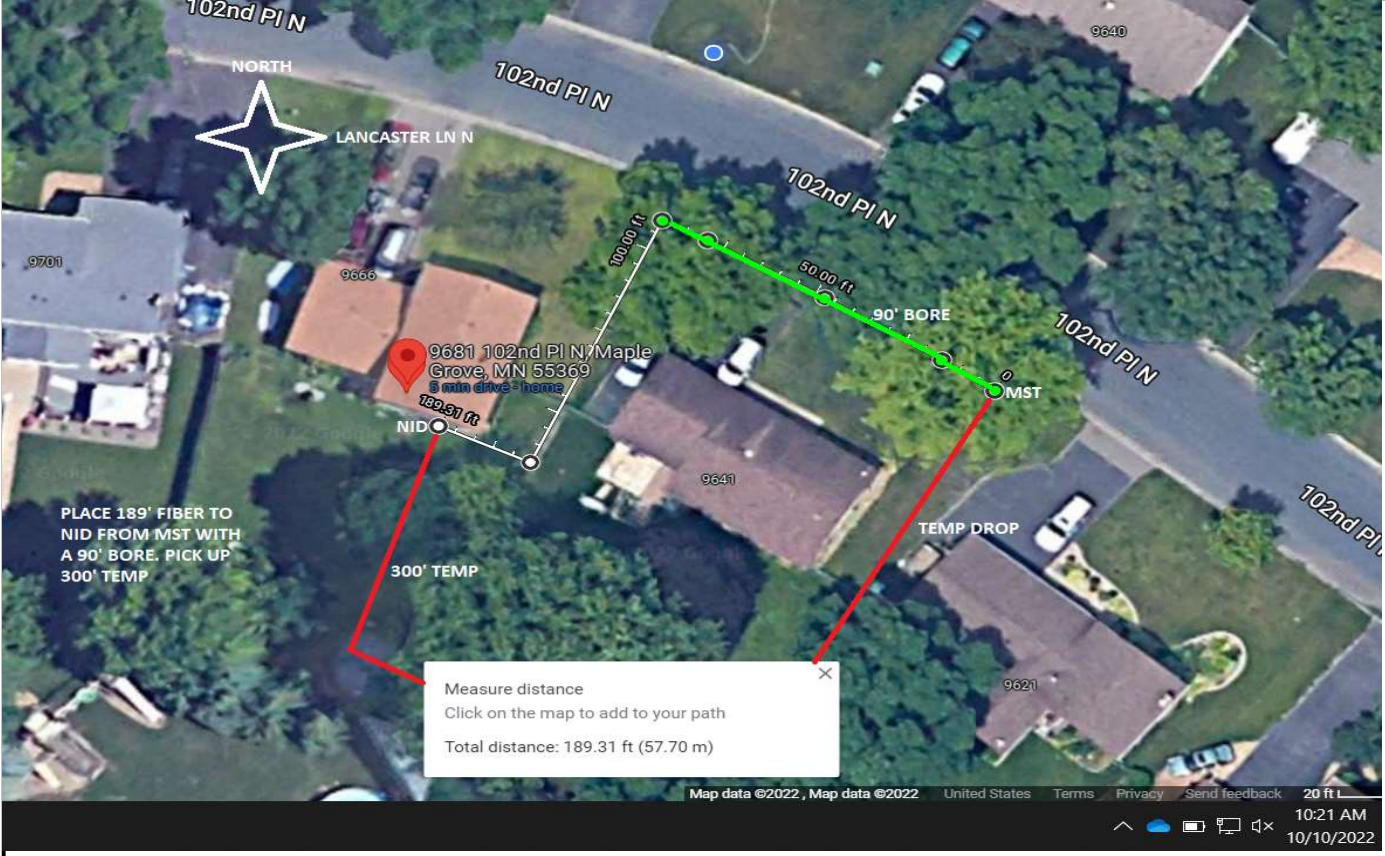 102nd Pl N
9640
NORTH
102nd Pl N
LANCASTER LN N
102nd Pl N
100.00 ft
9701
9666
50.00 ft
90' BORE
102nd Pl N
9681 102nd Pl N, Maple
Grove, MN 55369
5 min drive - home
0
MST
189.31 ft
NID
9641
102nd Pl N
PLACE 189' FIBER TO
NID FROM MST WITH
A 90' BORE. PICK UP
300' TEMP
TEMP DROP
300' TEMP
9621
Measure distance
Click on the map to add to your path
Total distance: 189.31 ft (57.70 m)
Map data ©2022 , Map data ©2022 United States Terms Privacy Send feedback 20 ft
10:21 AM
10/10/2022